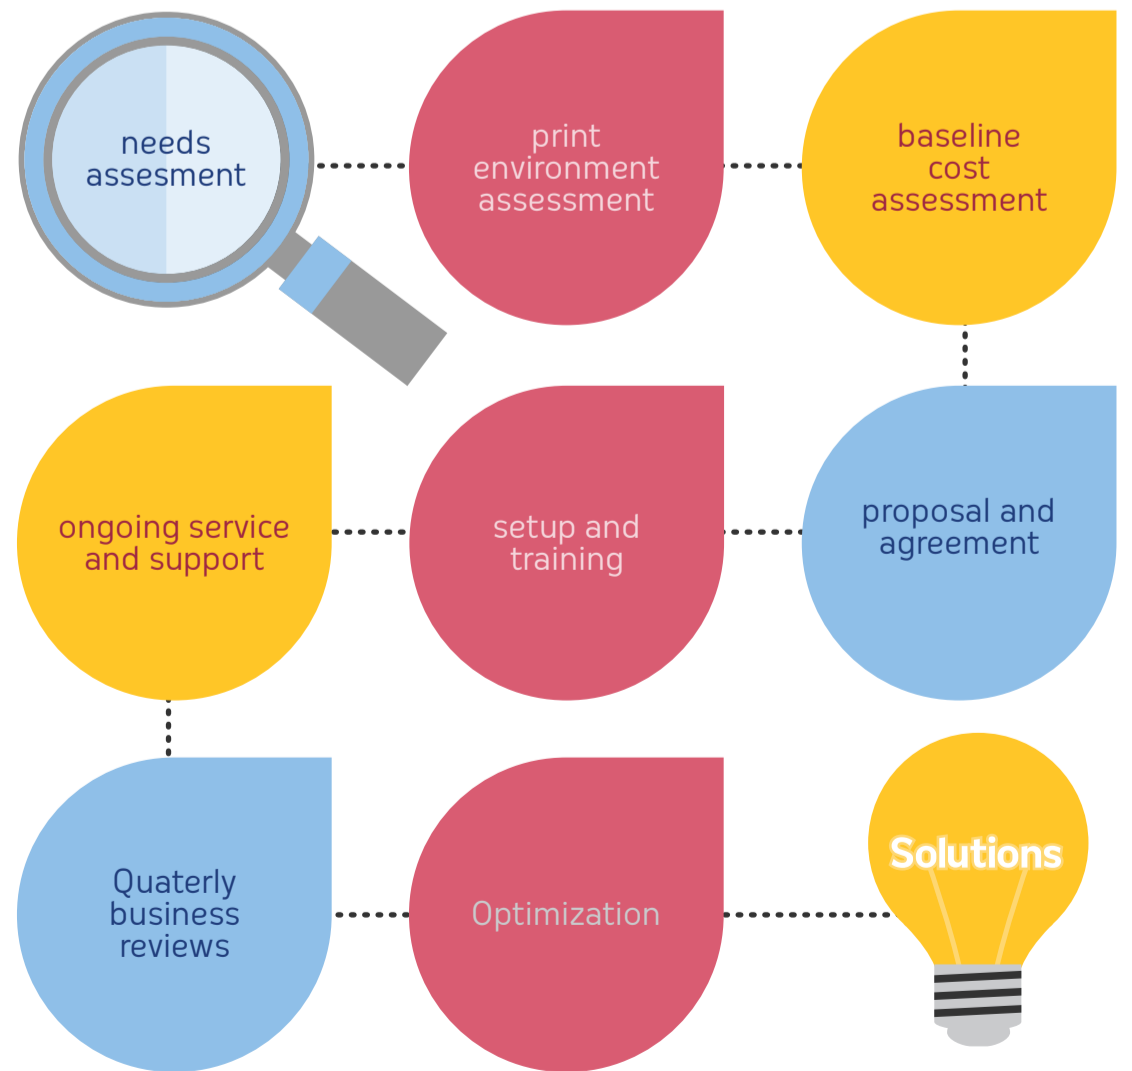 needs
assesment
print
environment
assessment
baseline
cost
assessment
ongoing service
and support
setup and
training
proposal and
agreement
Quaterly
business
reviews
Optimization
Solutions